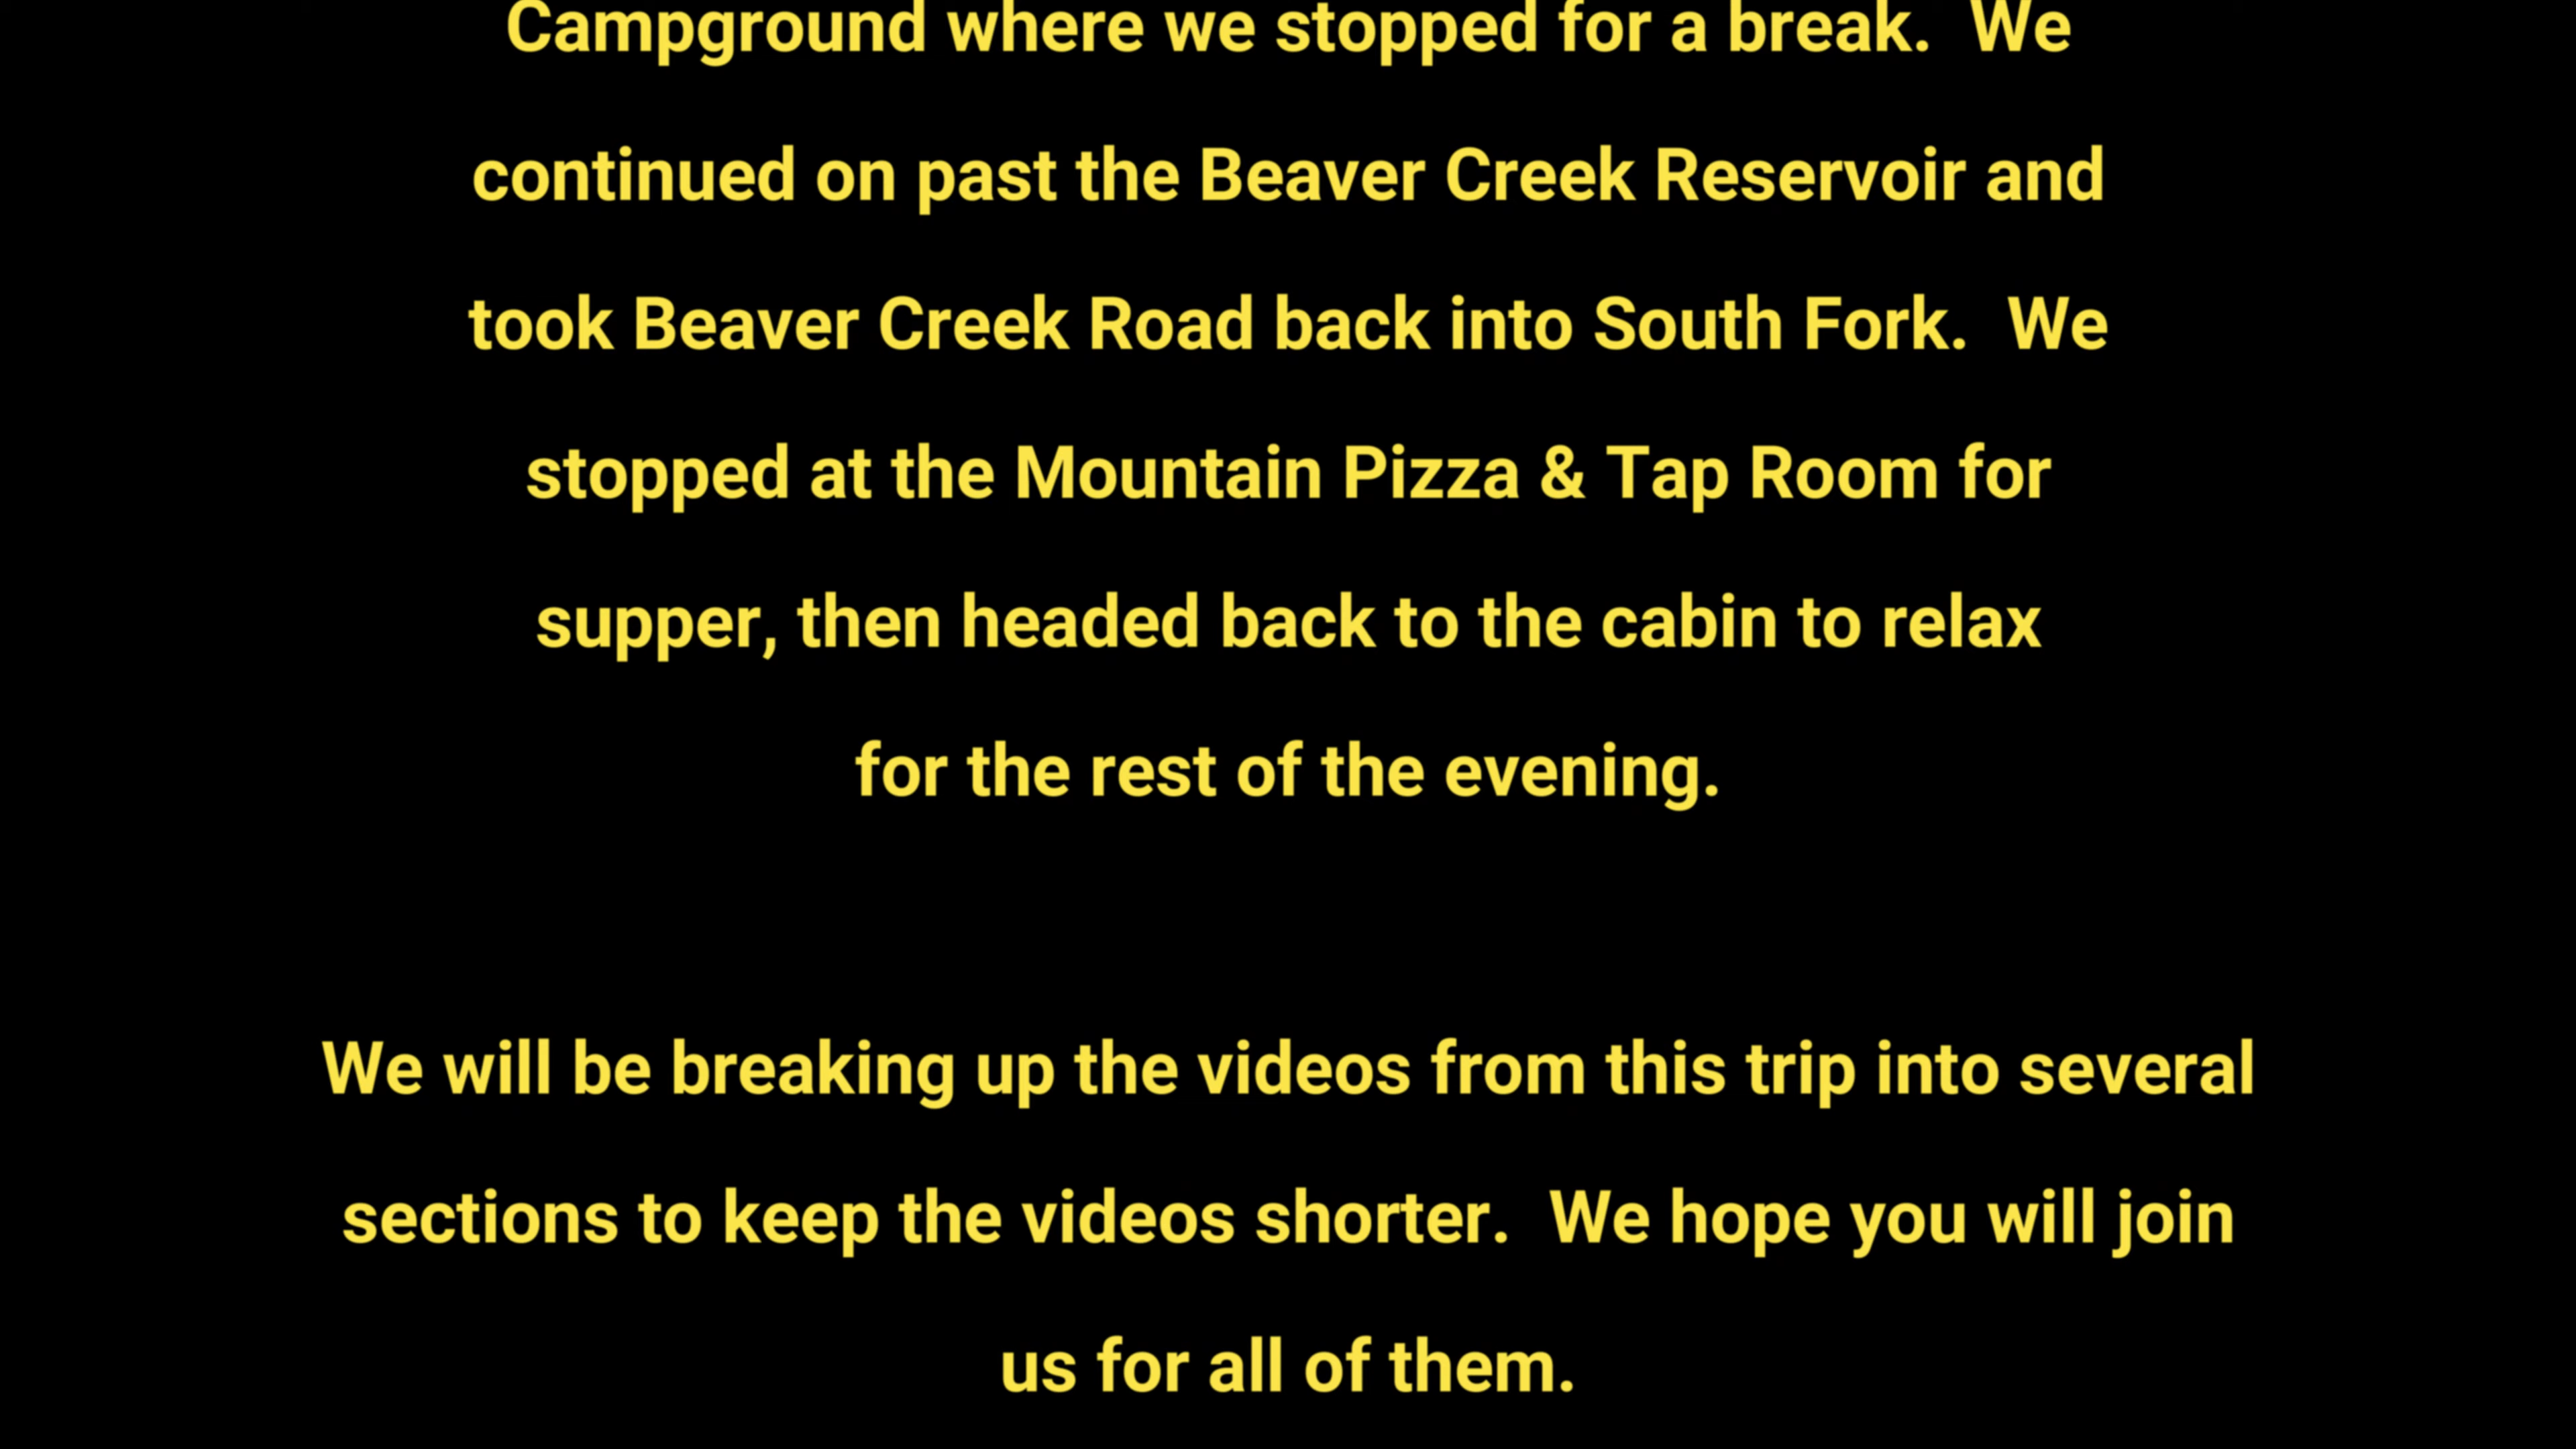 Campground where we stopped for a break.  We
continued on past the Beaver Creek Reservoir and
took Beaver Creek Road back into South Fork.  We
stopped at the Mountain Pizza & Tap Room for
supper, then headed back to the cabin to relax
for the rest of the evening.
We will be breaking up the videos from this trip into several
sections to keep the videos shorter.  We hope you will join
us for all of them.